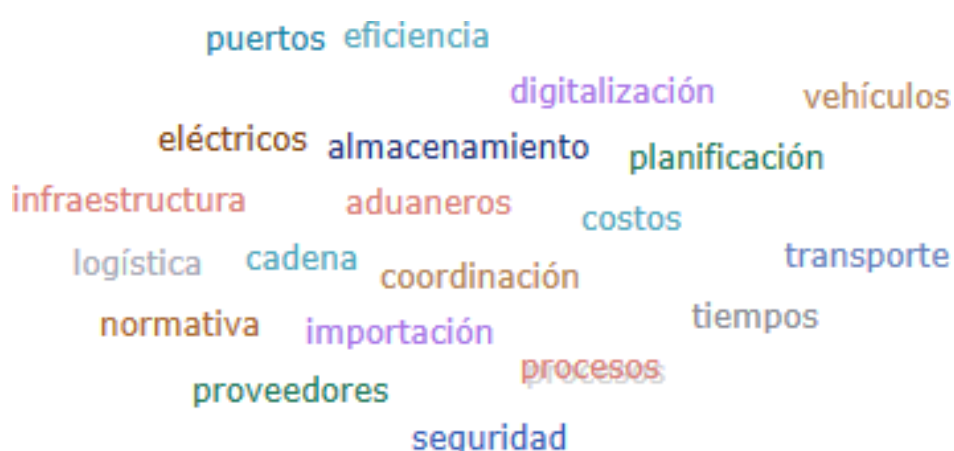 puertos eficiencia
digitalización vehículos
eléctricos almacenamiento planificación
infraestructura aduaneros costos
logística cadena coordinación transporte
normativa importación tiempos
proveedores procesos
seguridad